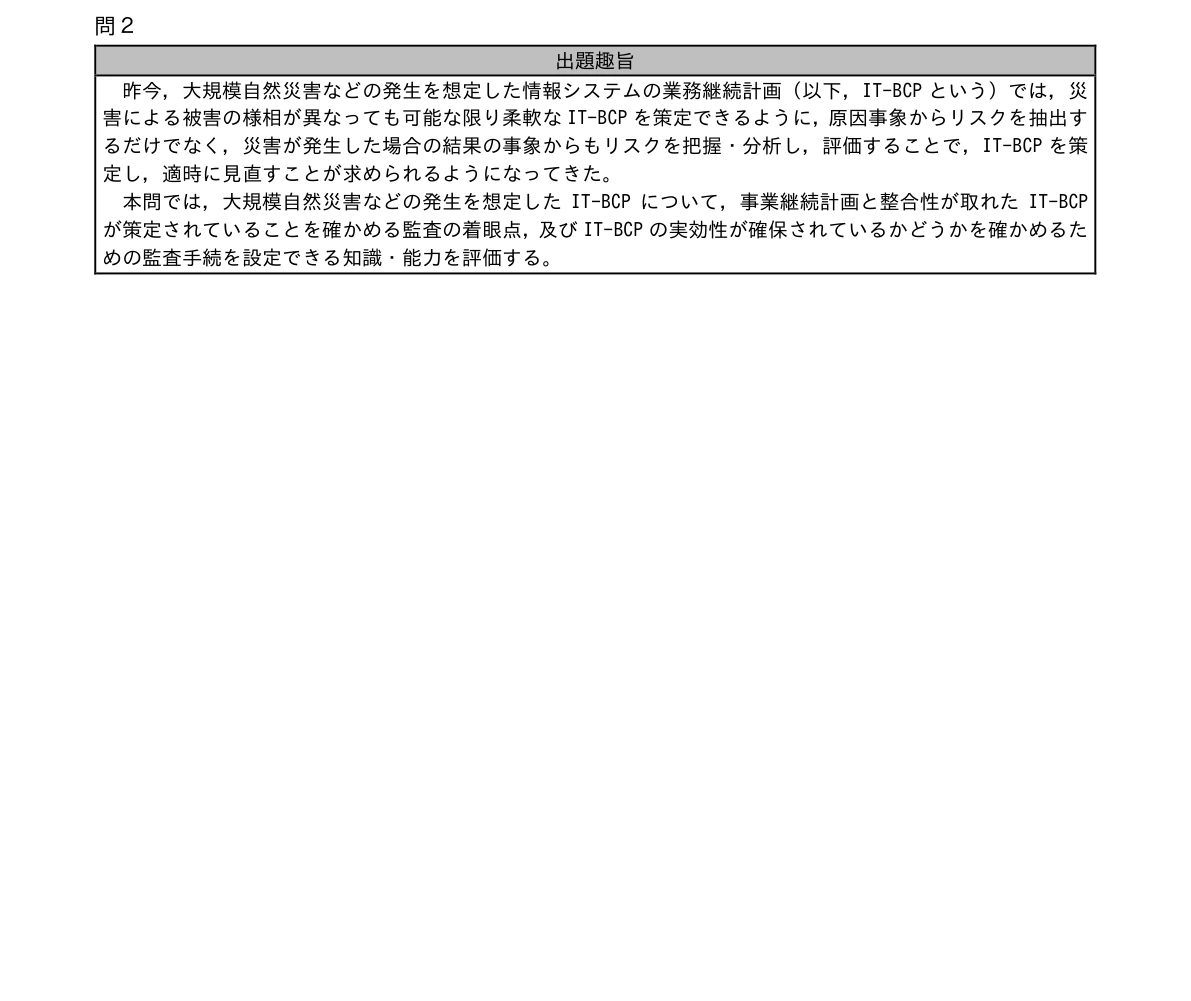 問２
出題趣旨
　昨今，大規模自然災害などの発生を想定した情報システムの業務継続計画（以下，IT-BCP という）では，災
害による被害の様相が異なっても可能な限り柔軟な IT-BCP を策定できるように，原因事象からリスクを抽出す
るだけでなく，災害が発生した場合の結果の事象からもリスクを把握・分析し，評価することで，IT-BCP を策
定し，適時に見直すことが求められるようになってきた。
　本問では，大規模自然災害などの発生を想定した IT-BCP について，事業継続計画と整合性が取れた IT-BCP
が策定されていることを確かめる監査の着眼点，及び IT-BCP の実効性が確保されているかどうかを確かめるた
めの監査手続を設定できる知識・能力を評価する。